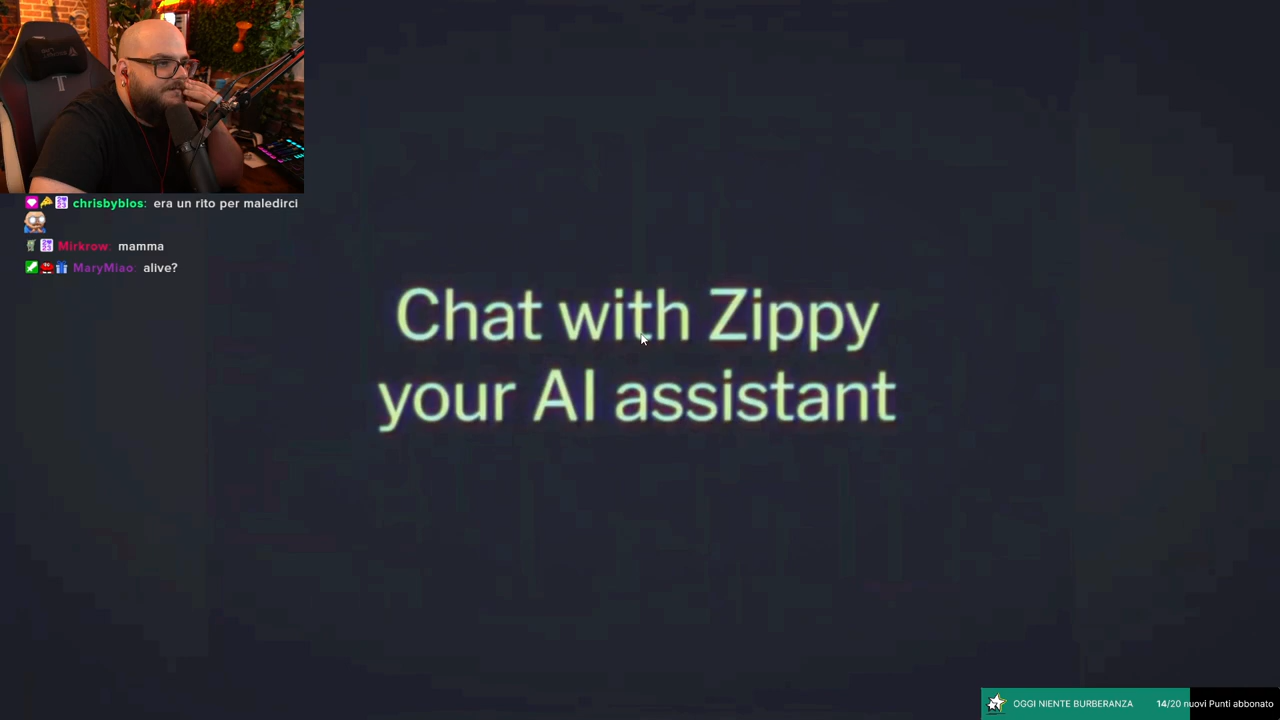 chrisbyblos: era un rito per maledirci
Mirkrow: mamma
MaryMiao: alive?
Chat with Zippy
your AI assistant
OGGI NIENTE BURBERANZA 14/20 nuovi Punti abbonato